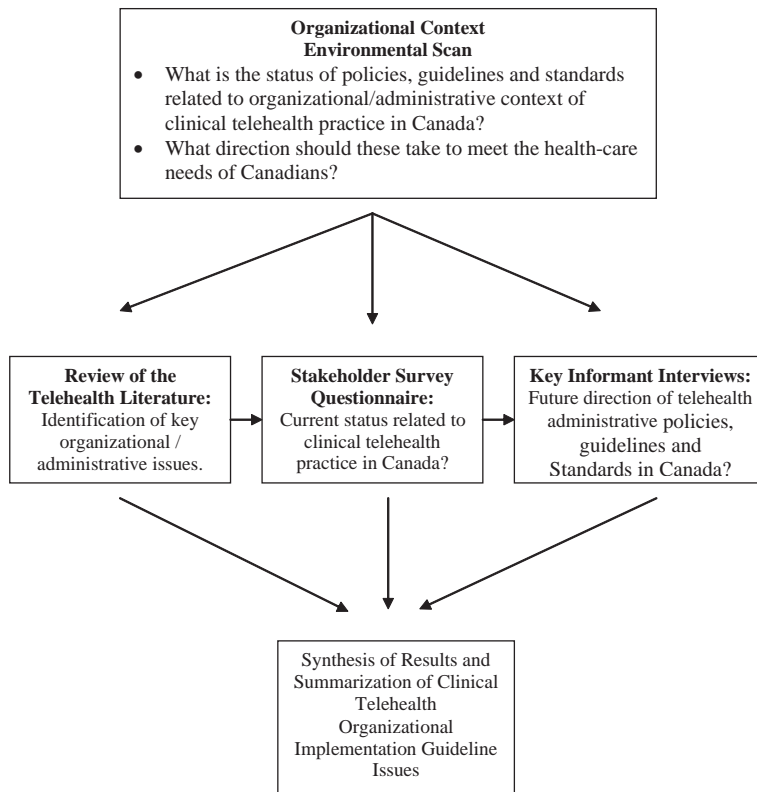 Organizational Context
Environmental Scan
• What is the status of policies, guidelines and standards
related to organizational/administrative context of
clinical telehealth practice in Canada?
• What direction should these take to meet the health-care
needs of Canadians?
Review of the
Telehealth Literature:
Identification of key
organizational /
administrative issues.
Stakeholder Survey
Questionnaire:
Current status related to
clinical telehealth
practice in Canada?
Key Informant Interviews:
Future direction of telehealth
administrative policies,
guidelines and
Standards in Canada?
Synthesis of Results and
Summarization of Clinical
Telehealth
Organizational
Implementation Guideline
Issues